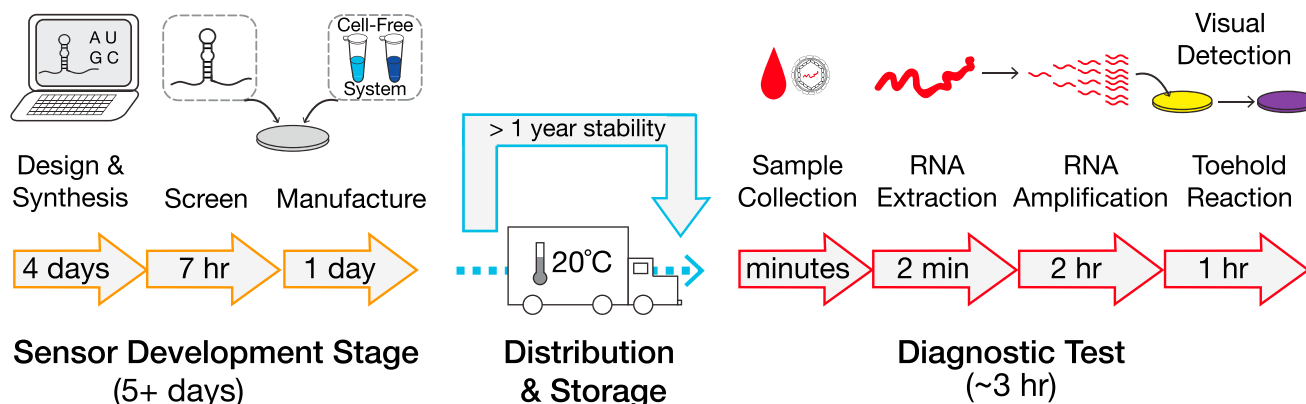 A U
G C
Cell-Free
System
Visual
Detection
> 1 year stability
Design &
Synthesis
Screen
Manufacture
Sample
Collection
RNA
Extraction
RNA
Amplification
Toehold
Reaction
4 days
7 hr
1 day
20°C
minutes
2 min
2 hr
1 hr
Sensor Development Stage
(5+ days)
Distribution
& Storage
Diagnostic Test
(~3 hr)